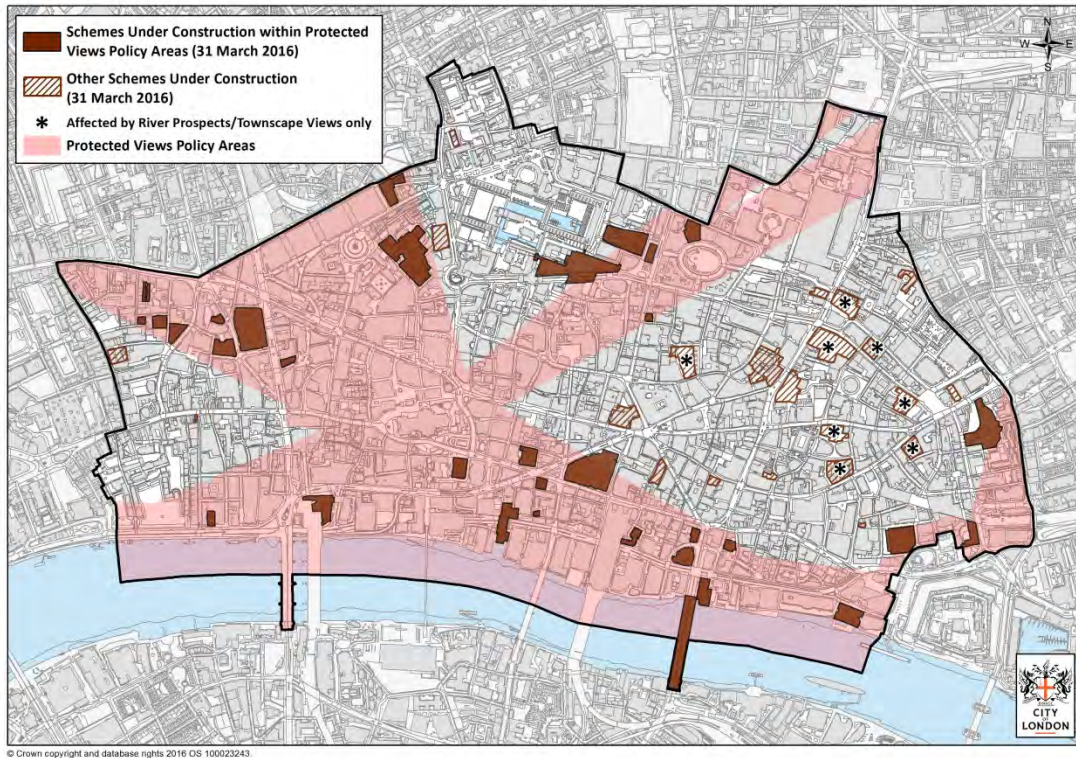 Schemes Under Construction within Protected
Views Policy Areas (31 March 2016)
Other Schemes Under Construction
(31 March 2016)
* Affected by River Prospects/Townscape Views only
Protected Views Policy Areas
N
W E
S
CITY
OF
LONDON
© Crown copyright and database rights 2016 OS 100023243